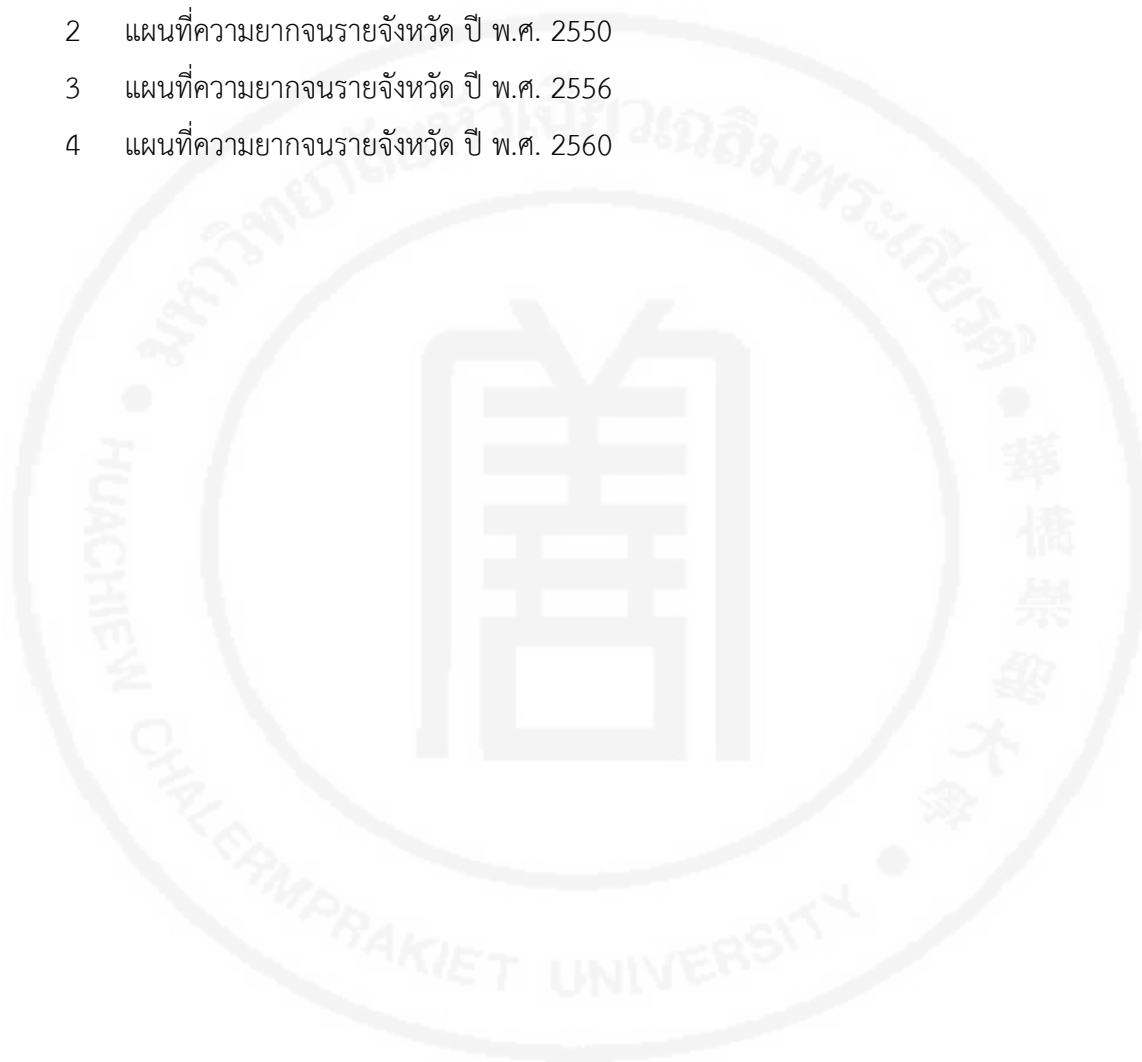 2 แผนที่ความยากจนรายจังหวัด ปี พ.ศ. 2550
3 แผนที่ความยากจนรายจังหวัด ปี พ.ศ. 2556
4 แผนที่ความยากจนรายจังหวัด ปี พ.ศ. 2560
มหาวิทยาลัยหัวเฉียวเฉลิมพระเกียรติ
華僑崇聖大學
HUACHIEW CHALERMPRAKIET UNIVERSITY